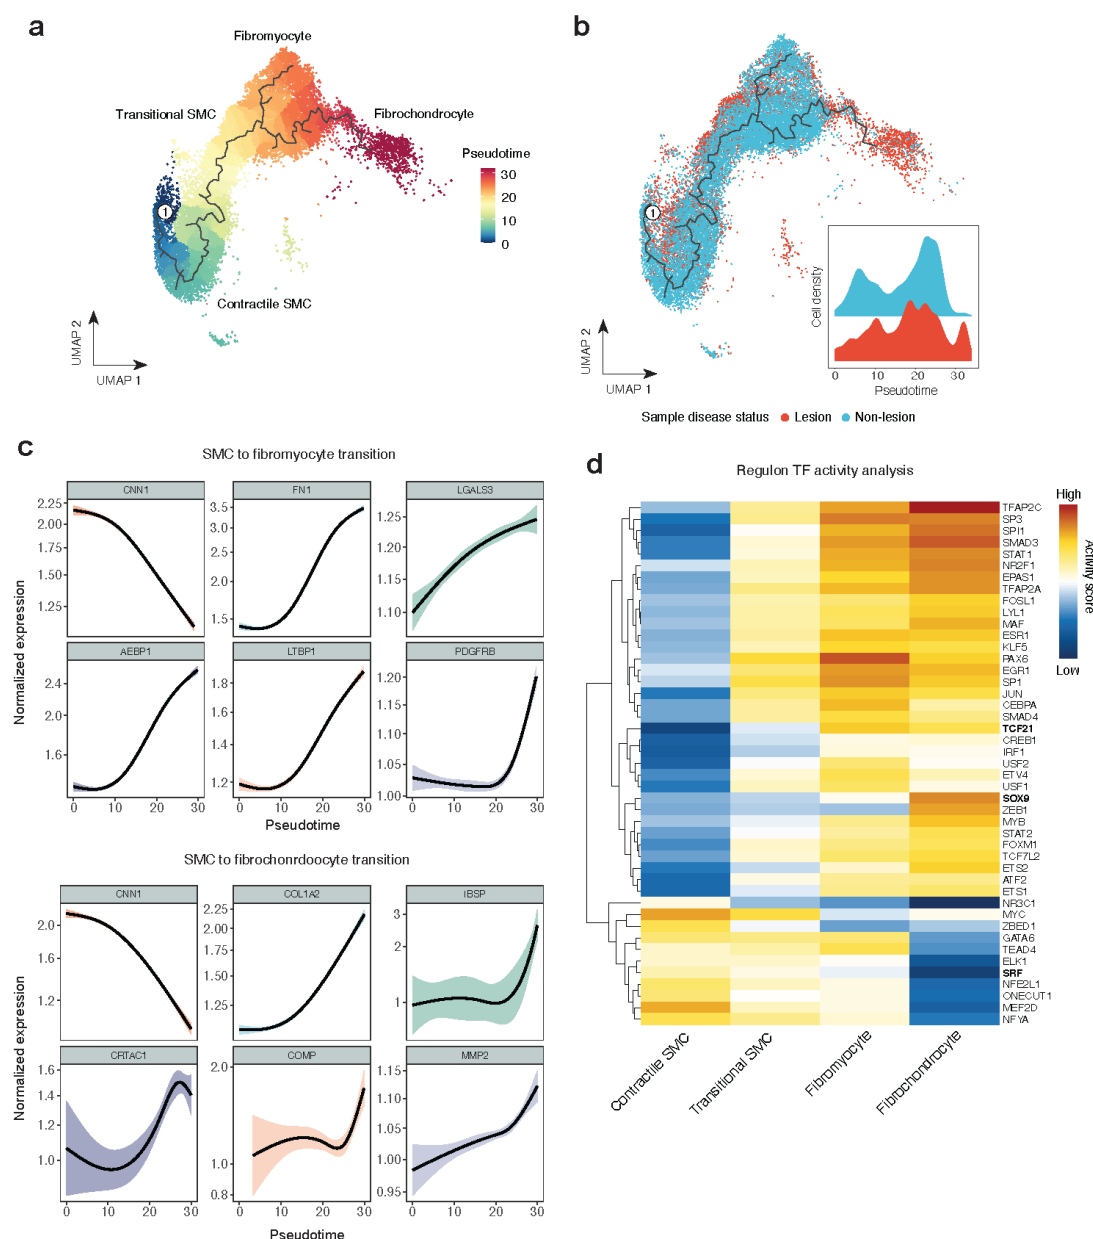 a
Fibromyocyte
Transitional SMC
Fibrochondrocyte
Pseudotime
30
20
10
0
1
Contractile SMC
UMAP 2
UMAP 1
b
1
Cell density
0 10 20 30
Pseudotime
UMAP 2
UMAP 1
Sample disease status Lesion Non-lesion
c
SMC to fibromyocyte transition
Normalized expression
CNN1
2.25
2.00
1.75
1.50
1.25
FN1
3.5
3.0
2.5
2.0
1.5
LGALS3
1.25
1.20
1.15
1.10
AEBP1
2.4
2.0
1.6
0 10 20 30
LTBP1
1.8
1.6
1.4
1.2
0 10 20 30
PDGFRB
1.20
1.15
1.10
1.05
1.00
0 10 20 30
Pseudotime
SMC to fibrochonrdoocyte transition
Normalized expression
CNN1
2.0
1.6
1.2
COL1A2
2.25
2.00
1.75
1.50
1.25
1.00
IBSP
3
2
1
CRTAC1
1.6
1.4
1.2
1.0
0 10 20 30
COMP
2.0
1.0
0.8
0 10 20 30
MMP2
1.15
1.10
1.05
1.00
0.95
0 10 20 30
Pseudotime
d
Regulon TF activity analysis
TFAP2C
SP3
SPI1
SMAD3
STAT1
NR2F1
EPAS1
TFAP2A
FOSL1
LYL1
MAF
ESR1
KLF5
PAX6
EGR1
SP1
JUN
CEBPA
SMAD4
TCF21
CREB1
IRF1
USF2
ETV4
USF1
SOX9
ZEB1
MYB
STAT2
FOXM1
TCF7L2
ETS2
ATF2
ETS1
NR3C1
MYC
ZBED1
GATA6
TEAD4
ELK1
SRF
NFE2L1
ONECUT1
MEF2D
NFYA
Contractile SMC
Transitional SMC
Fibromyocyte
Fibrochondrocyte
High
Activity score
Low